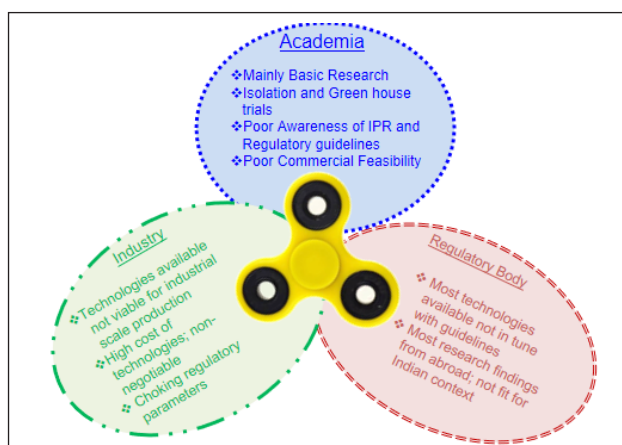 Academia
❖Mainly Basic Research
❖Isolation and Green house
trials
❖Poor Awareness of IPR and
Regulatory guidelines
❖Poor Commercial Feasibility
Industry
❖Technologies available
not viable for industrial
scale production
❖High cost of
technologies; non-
negotiable
❖Choking regulatory
parameters
Regulatory Body
❖ Most technologies
available not in tune
with guidelines
❖ Most research findings
from abroad; not fit for
Indian context